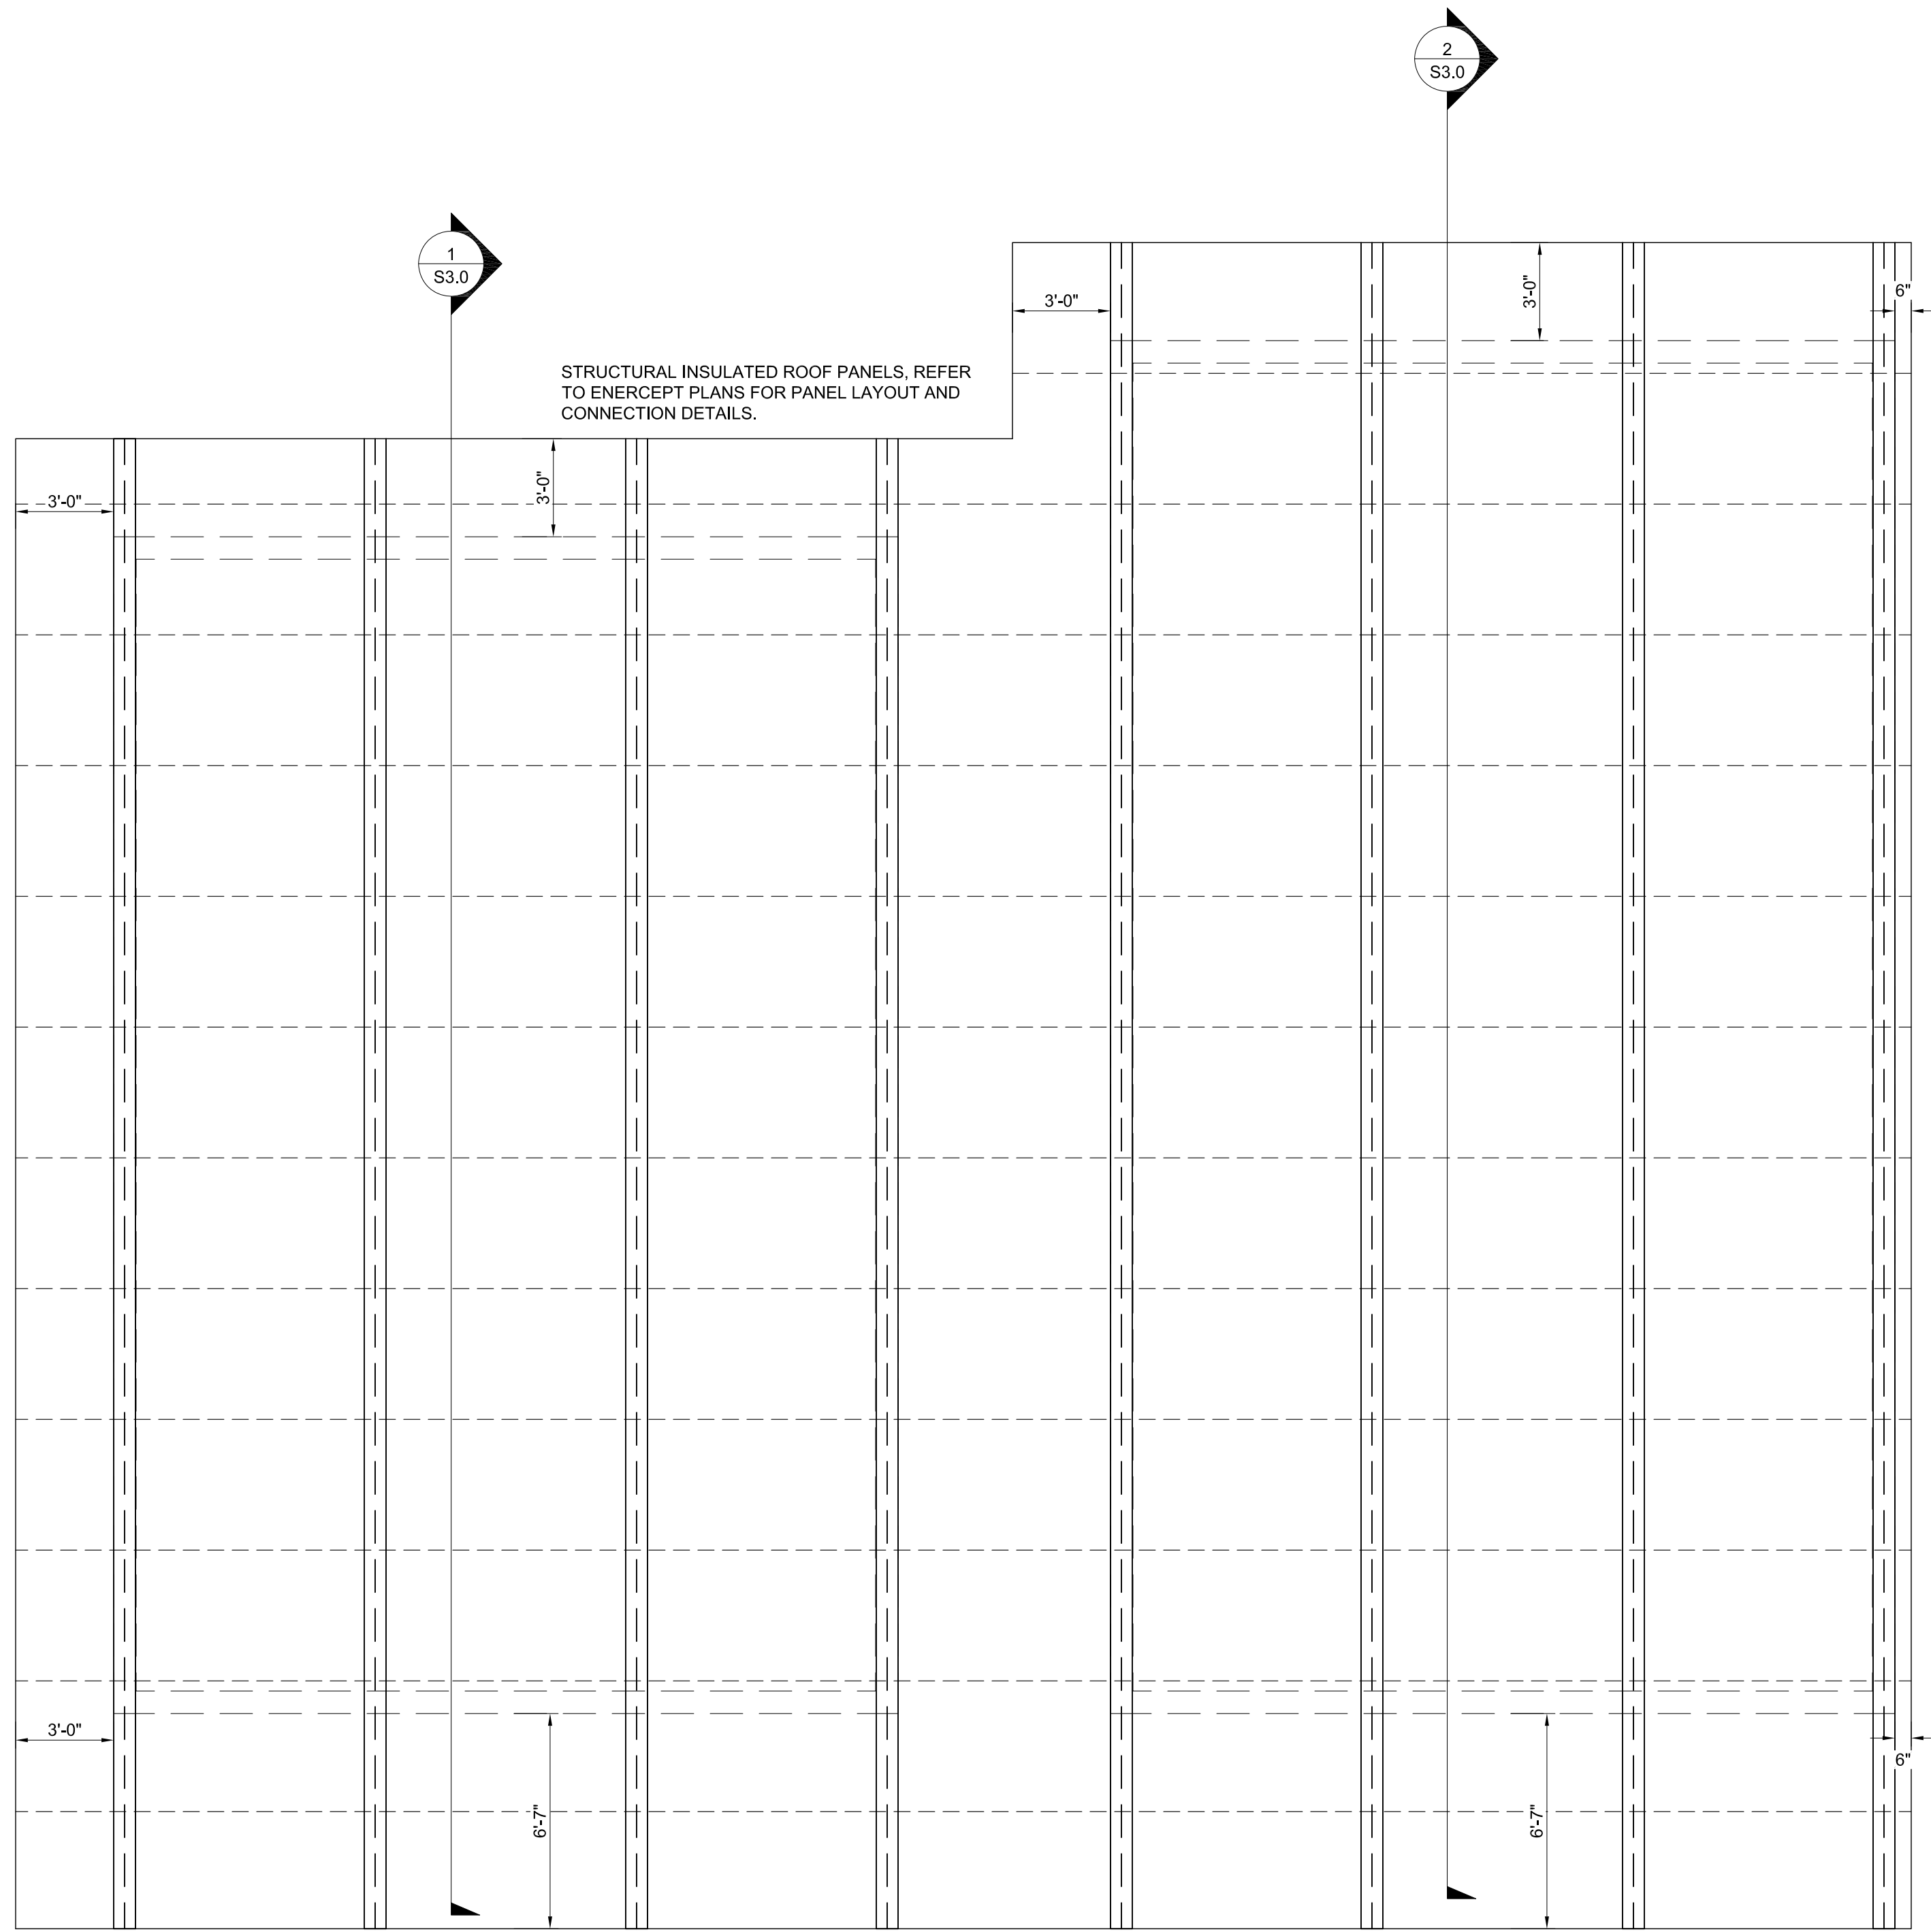 2
S3.0
1
S3.0
3'-0"
3'-0"
6"
STRUCTURAL INSULATED ROOF PANELS, REFER
TO ENERCEPT PLANS FOR PANEL LAYOUT AND
CONNECTION DETAILS.
3'-0"
3'-0"
3'-0"
6"
6'-7"
6'-7"